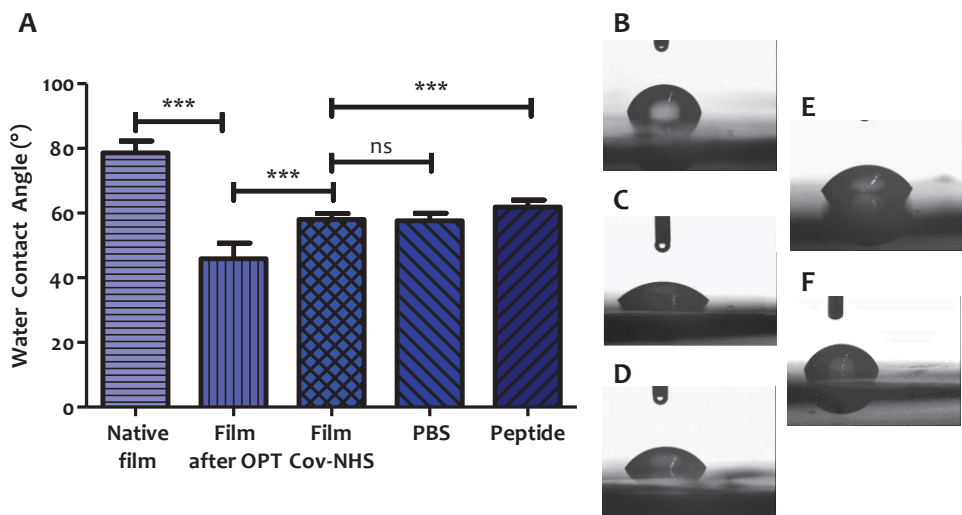 A
Water Contact Angle (°)
100
80
60
40
20
0
***
***
***
ns
Native
film
Film
after OPT
Film
Cov-NHS
PBS
Peptide
B
C
D
E
F